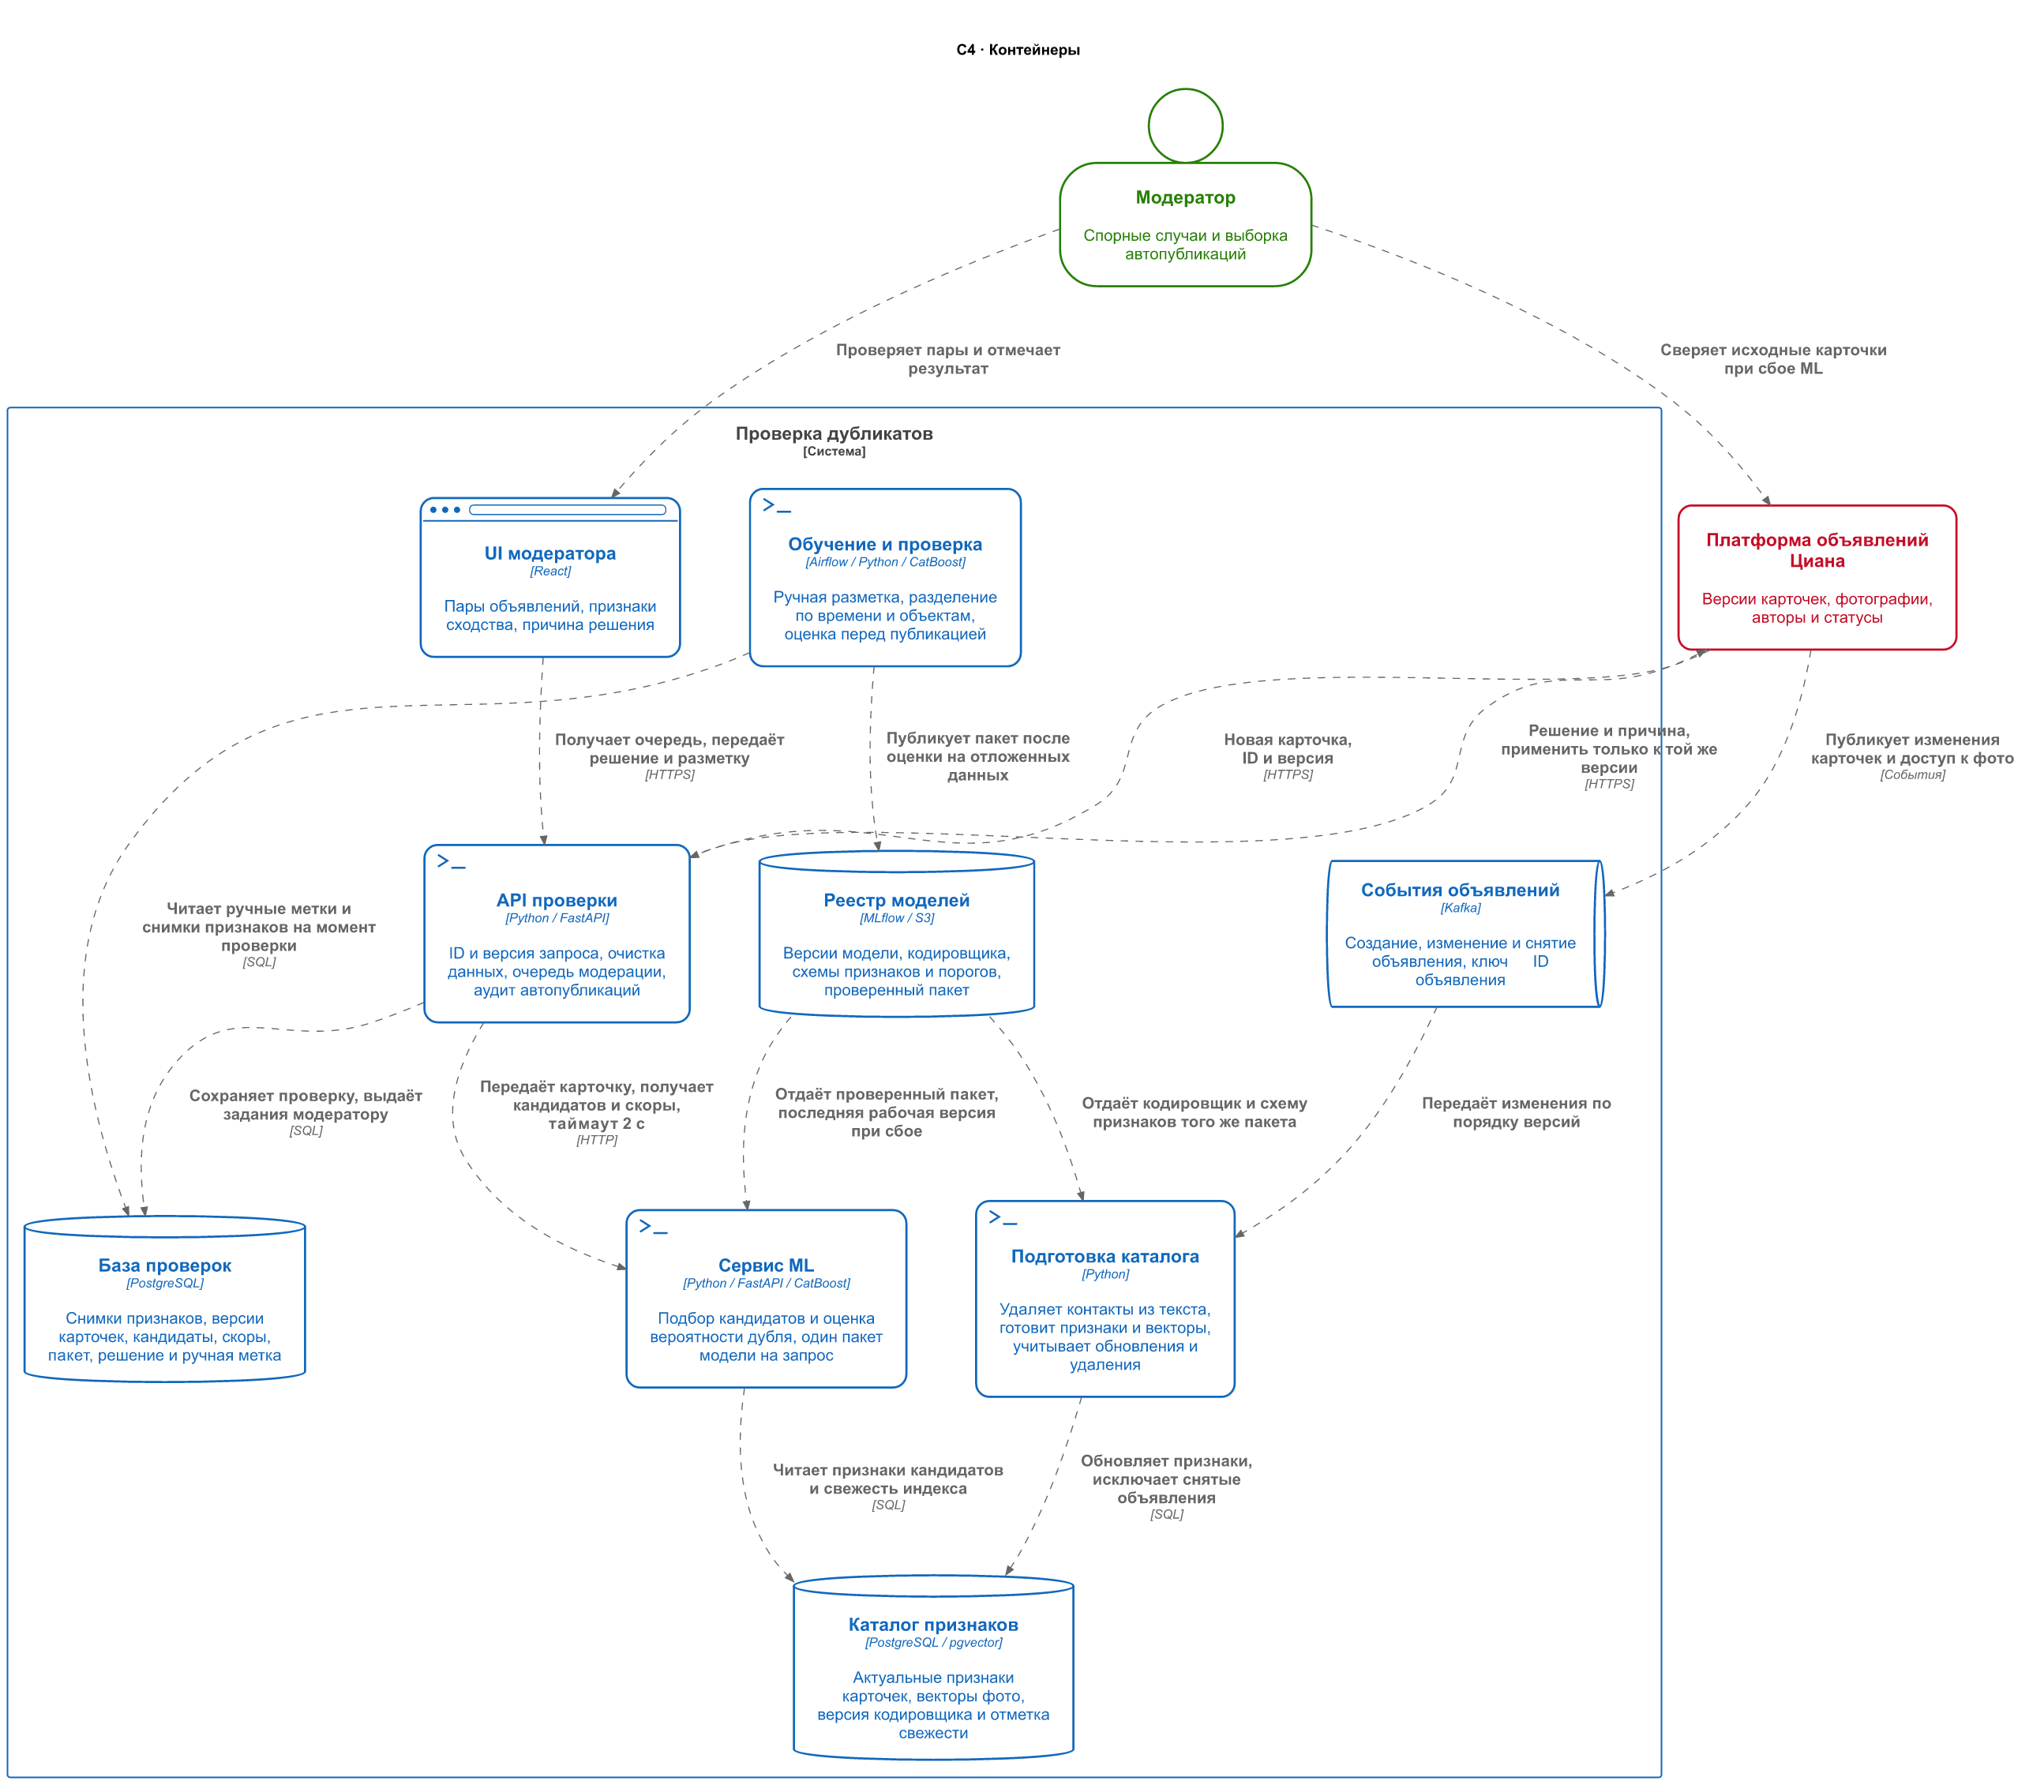 C4 · Контейнеры
Модератор
Спорные случаи и выборка
автопубликаций
Проверяет пары и отмечает
результат
Сверяет исходные карточки
при сбое ML
Проверка дубликатов
[Система]
UI модератора
[React]
Пары объявлений, признаки
сходства, причина решения
>_
Обучение и проверка
[Airflow / Python / CatBoost]
Ручная разметка, разделение
по времени и объектам,
оценка перед публикацией
Платформа объявлений
Циана
Версии карточек, фотографии,
авторы и статусы
Получает очередь, передаёт
решение и разметку
[HTTPS]
Публикует пакет после
оценки на отложенных
данных
Новая карточка,
ID и версия
[HTTPS]
Решение и причина,
применить только к той же
версии
[HTTPS]
Публикует изменения
карточек и доступ к фото
[События]
Читает ручные метки и
снимки признаков на момент
проверки
[SQL]
>_
API проверки
[Python / FastAPI]
ID и версия запроса, очистка
данных, очередь модерации,
аудит автопубликаций
Реестр моделей
[MLflow / S3]
Версии модели, кодировщика,
схемы признаков и порогов,
проверенный пакет
События объявлений
[Kafka]
Создание, изменение и снятие
объявления, ключ ID
объявления
Сохраняет проверку, выдаёт
задания модератору
[SQL]
Передаёт карточку, получает
кандидатов и скоры,
таймаут 2 с
[HTTP]
Отдаёт проверенный пакет,
последняя рабочая версия
при сбое
Отдаёт кодировщик и схему
признаков того же пакета
Передаёт изменения по
порядку версий
База проверок
[PostgreSQL]
Снимки признаков, версии
карточек, кандидаты, скоры,
пакет, решение и ручная метка
>_
Сервис ML
[Python / FastAPI / CatBoost]
Подбор кандидатов и оценка
вероятности дубля, один пакет
модели на запрос
>_
Подготовка каталога
[Python]
Удаляет контакты из текста,
готовит признаки и векторы,
учитывает обновления и
удаления
Читает признаки кандидатов
и свежесть индекса
[SQL]
Обновляет признаки,
исключает снятые
объявления
[SQL]
Каталог признаков
[PostgreSQL / pgvector]
Актуальные признаки
карточек, векторы фото,
версия кодировщика и отметка
свежести